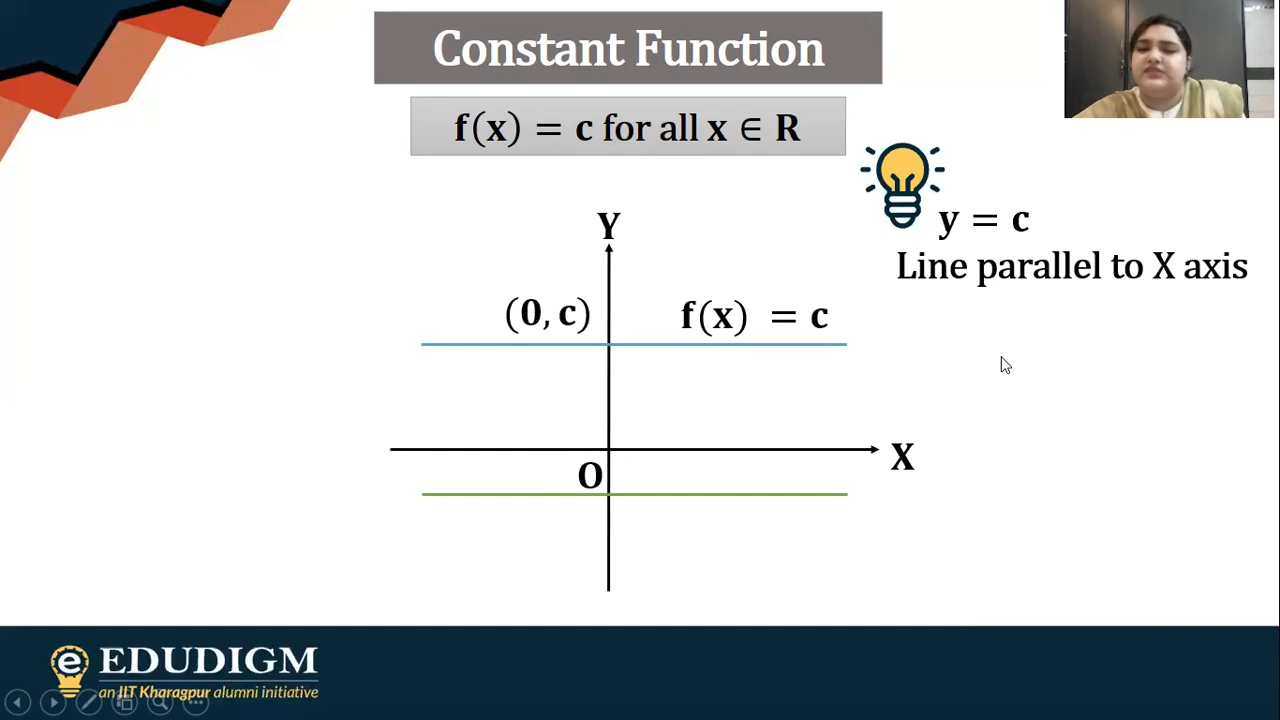 Constant Function
f(x) = c for all x ∈ R
y = c
Line parallel to X axis
Y
(0, c)
f(x) = c
X
O
EDUDIGM
an IIT Kharagpur alumni initiative